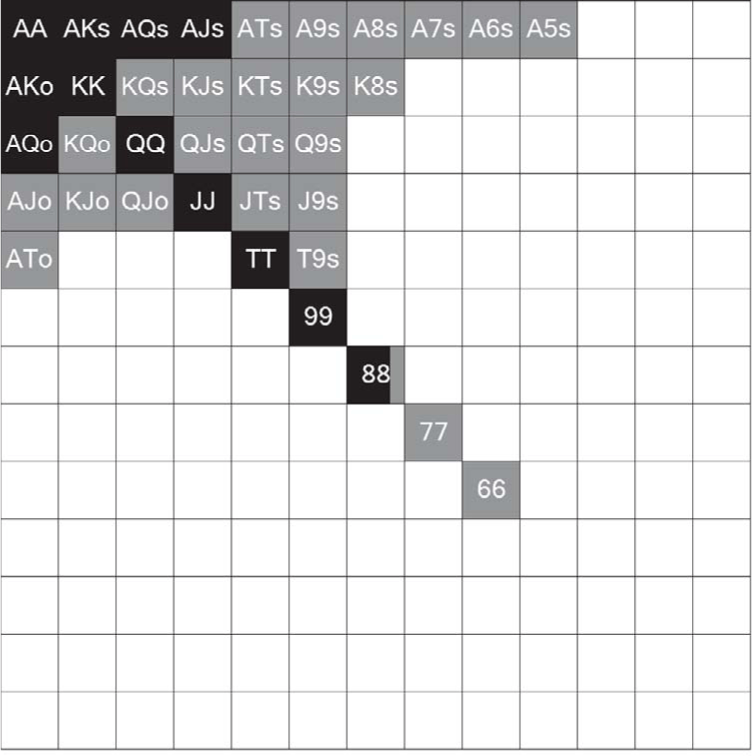 AA AKs AQs AJs ATs A9s A8s A7s A6s A5s
AKo KK KQs KJs KTs K9s K8s
AQo KQo QQ QJs QTs Q9s
AJo KJo QJo JJ JTs J9s
ATo TT T9s
99
88
77
66